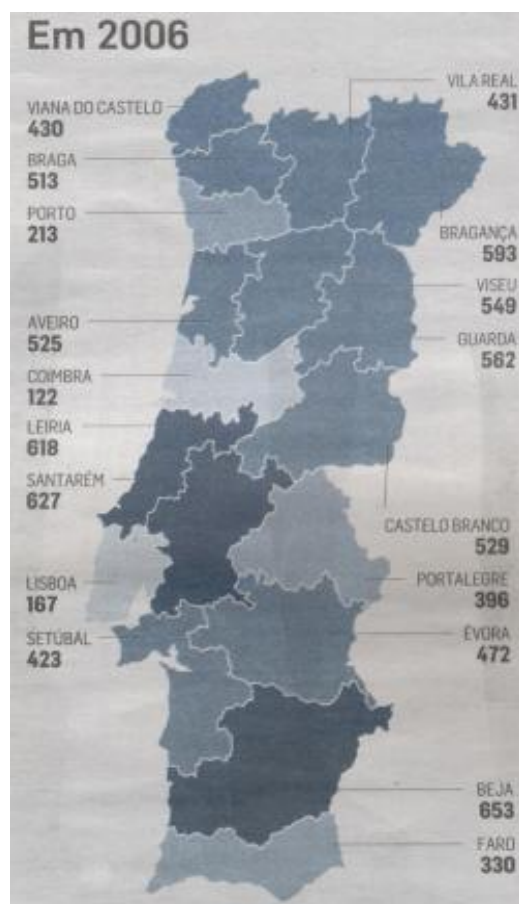 Em 2006
VIANA DO CASTELO
430
BRAGA
513
PORTO
213
AVEIRO
525
COIMBRA
122
LEIRIA
618
SANTARÉM
627
LISBOA
167
SETÚBAL
423
VILA REAL
431
BRAGANÇA
593
VISEU
549
GUARDA
562
CASTELO BRANCO
529
PORTALEGRE
396
ÉVORA
472
BEJA
653
FARO
330